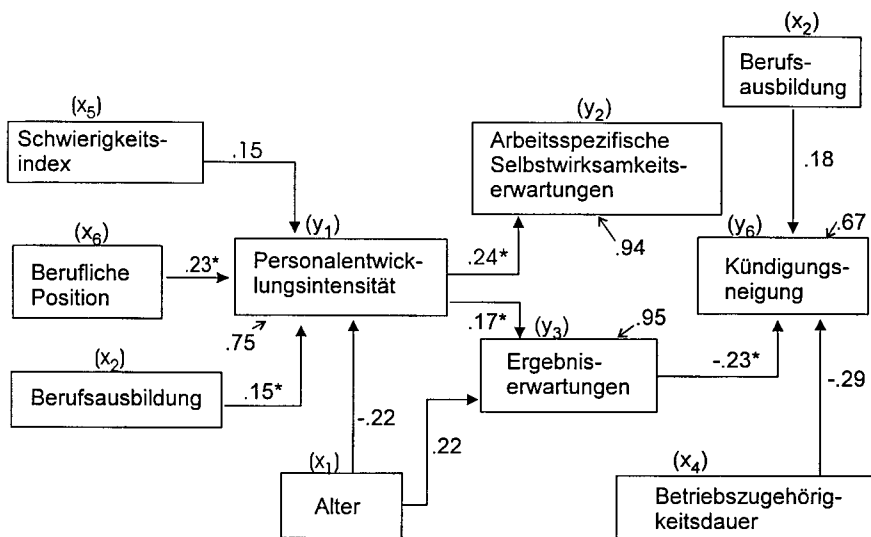 (x2)
Berufs-
ausbildung
(x5)
Schwierigkeits-
index
.15
(y2)
Arbeitsspezifische
Selbstwirksamkeits-
erwartungen
.18
(x6)
Berufliche
Position
.23*
(y1)
Personalentwick-
lungsintensität
.24*
.94
(y6)
.67
Kündigungs-
neigung
.75
.17*
(y3)
.95
Ergebnis-
erwartungen
-.23*
(x2)
Berufsausbildung
.15*
-.22
.22
-.29
(x1)
Alter
(x4)
Betriebszugehörig-
keitsdauer